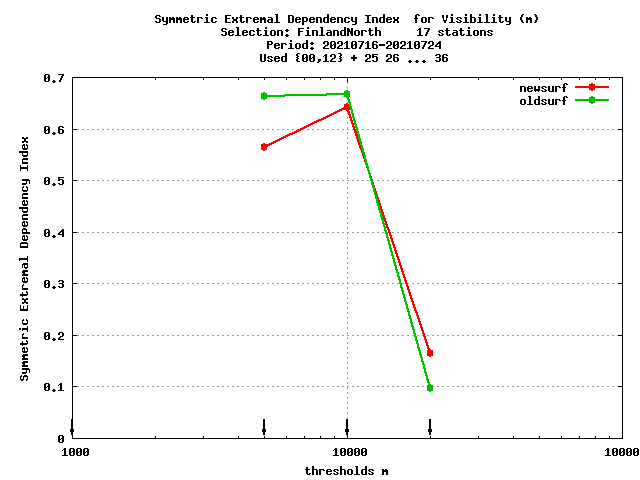 Symmetric Extremal Dependency Index  for Visibility (m)
Selection: FinlandNorth     17 stations
Period: 20210716-20210724
Used {00,12} + 25 26 ... 36
newsurf
oldsurf
Symmetric Extremal Dependency Index
0.7
0.6
0.5
0.4
0.3
0.2
0.1
0
1000
10000
10000
thresholds m